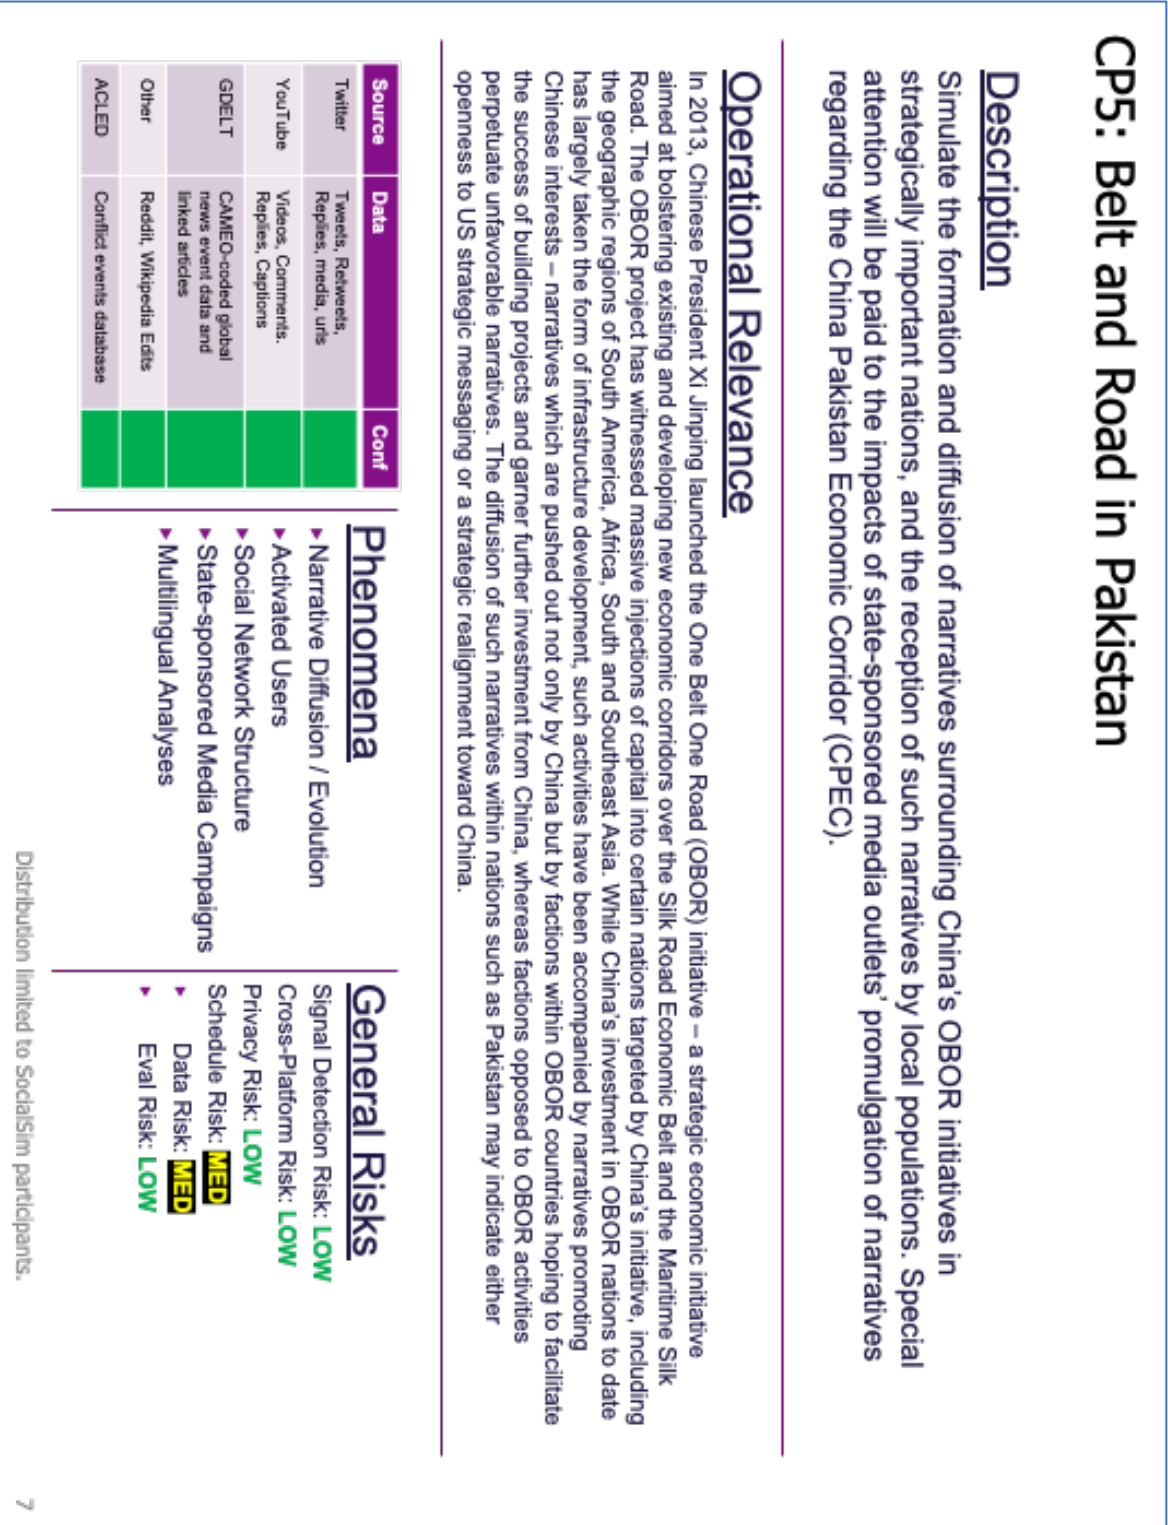 CP5: Belt and Road in Pakistan
Description
Simulate the formation and diffusion of narratives surrounding China's OBOR initiatives in
strategically important nations, and the reception of such narratives by local populations. Special
attention will be paid to the impacts of state-sponsored media outlets' promulgation of narratives
regarding the China Pakistan Economic Corridor (CPEC).
Operational Relevance
In 2013, Chinese President Xi Jinping launched the One Belt One Road (OBOR) initiative – a strategic economic initiative
aimed at bolstering existing and developing new economic corridors over the Silk Road Economic Belt and the Maritime Silk
Road. The OBOR project has witnessed massive injections of capital into certain nations targeted by China's initiative, including
the geographic regions of South America, Africa, South and Southeast Asia. While China's investment in OBOR nations to date
has largely taken the form of infrastructure development, such activities have been accompanied by narratives promoting
Chinese interests – narratives which are pushed out not only by China but by factions within OBOR countries hoping to facilitate
the success of building projects and garner further investment from China, whereas factions opposed to OBOR activities
perpetuate unfavorable narratives. The diffusion of such narratives within nations such as Pakistan may indicate either
openness to US strategic messaging or a strategic realignment toward China.
Source Data Conf
Twitter Tweets, Retweets,
Replies, media, urls
YouTube Videos, Comments.
Replies, Captions
GDELT CAMEO-coded global
news event data and
linked articles
Other Reddit, Wikipedia Edits
ACLED Conflict events database
Phenomena
▸ Narrative Diffusion / Evolution
▸ Activated Users
▸ Social Network Structure
▸ State-sponsored Media Campaigns
▸ Multilingual Analyses
General Risks
Signal Detection Risk: LOW
Cross-Platform Risk: LOW
Privacy Risk: LOW
Schedule Risk: MED
▸ Data Risk: MED
▸ Eval Risk: LOW
Distribution limited to SocialSim participants.
7